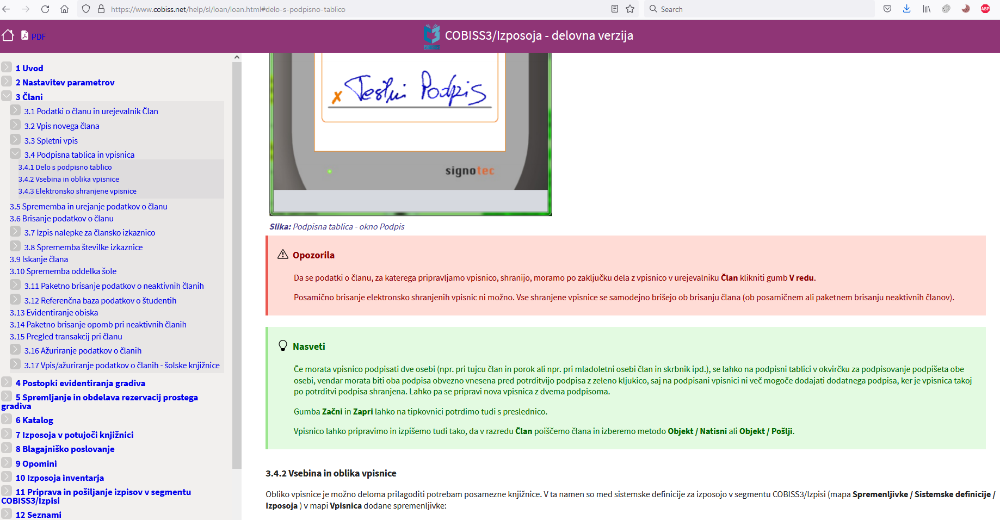 https://www.cobiss.net/help/sl/loan/loan.html#delo-s-podpisno-tablico
Search
ABP
PDF
COBISS3/Izposoja - delovna verzija
1 Uvod
2 Nastavitev parametrov
3 Člani
3.1 Podatki o članu in urejevalnik Član
3.2 Vpis novega člana
3.3 Spletni vpis
3.4 Podpisna tablica in vpisnica
3.4.1 Delo s podpisno tablico
3.4.2 Vsebina in oblika vpisnice
3.4.3 Elektronsko shranjene vpisnice
3.5 Sprememba in urejanje podatkov o članu
3.6 Brisanje podatkov o članu
3.7 Izpis nalepke za člansko izkaznico
3.8 Sprememba številke izkaznice
3.9 Iskanje člana
3.10 Sprememba oddelka šole
3.11 Paketno brisanje podatkov o neaktivnih članih
3.12 Referenčna baza podatkov o študentih
3.13 Evidentiranje obiska
3.14 Paketno brisanje opomb pri neaktivnih članih
3.15 Pregled transakcij pri članu
3.16 Ažuriranje podatkov o članih
3.17 Vpis/ažuriranje podatkov o članih - šolske knjižnice
4 Postopki evidentiranja gradiva
5 Spremljanje in obdelava rezervacij prostega
gradiva
6 Katalog
7 Izposoja v potujoči knjižnici
8 Blagajniško poslovanje
9 Opomini
10 Izposoja inventarja
11 Priprava in pošiljanje izpisov v segmentu
COBISS3/Izpisi
12 Seznami
x Testni Podpis
signotec
Slika: Podpisna tablica - okno Podpis
Opozorila
Da se podatki o članu, za katerega pripravljamo vpisnico, shranijo, moramo po zaključku dela z vpisnico v urejevalniku Član klikniti gumb V redu.
Posamično brisanje elektronsko shranjenih vpisnic ni možno. Vse shranjene vpisnice se samodejno brišejo ob brisanju člana (ob posamičnem ali paketnem brisanju neaktivnih članov).
Nasveti
Če morata vpisnico podpisati dve osebi (npr. pri tujcu član in porok ali npr. pri mladoletni osebi član in skrbnik ipd.), se lahko na podpisni tablici v okvirčku za podpisovanje podpišeta obe
osebi, vendar morata biti oba podpisa obvezno vnesena pred potrditvijo podpisa z zeleno kljukico, saj na podpisani vpisnici ni več mogoče dodajati dodatnega podpisa, ker je vpisnica takoj
po potrditvi podpisa shranjena. Lahko pa se pripravi nova vpisnica z dvema podpisoma.
Gumba Začni in Zapri lahko na tipkovnici potrdimo tudi s preslednico.
Vpisnico lahko pripravimo in izpišemo tudi tako, da v razredu Član poiščemo člana in izberemo metodo Objekt / Natisni ali Objekt / Pošlji.
3.4.2 Vsebina in oblika vpisnice
Obliko vpisnice je možno deloma prilagoditi potrebam posamezne knjižnice. V ta namen so med sistemske definicije za izposojo v segmentu COBISS3/Izpisi (mapa Spremenljivke / Sistemske definicije /
Izposoja ) v mapi Vpisnica dodane spremenljivke: